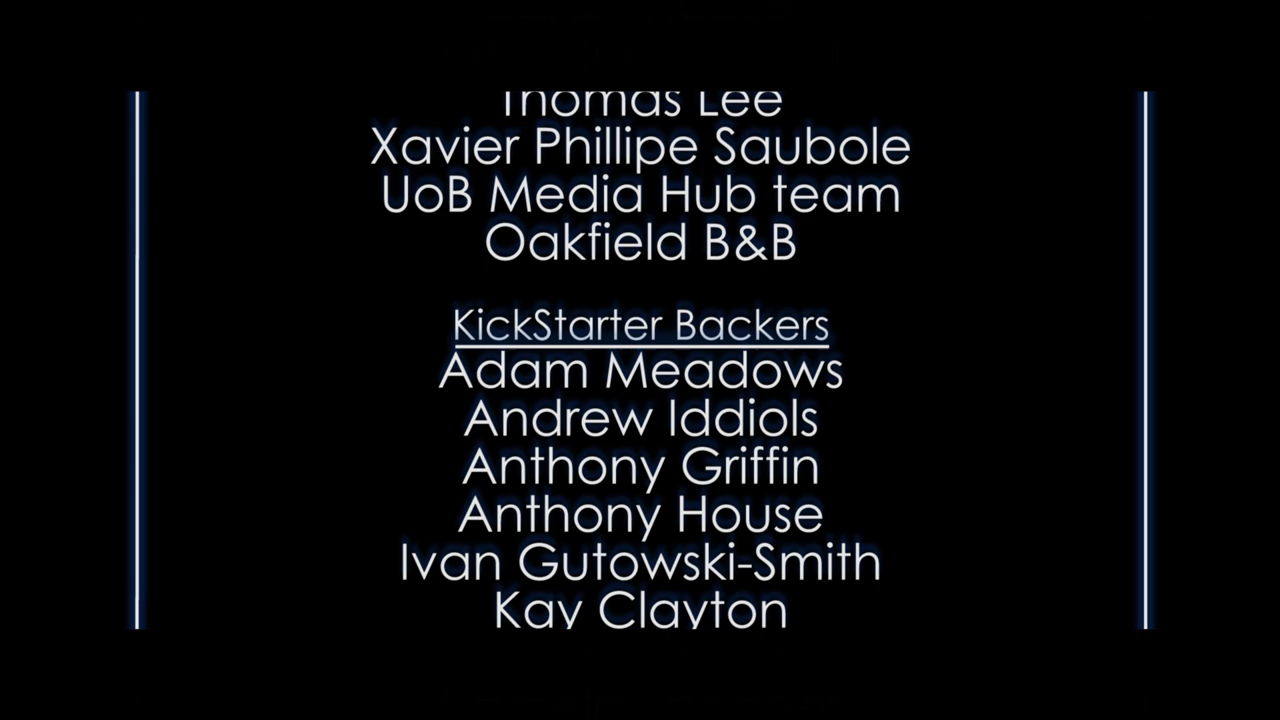 Thomas Lee
Xavier Phillipe Saubole
UoB Media Hub team
Oakfield B&B
KickStarter Backers
Adam Meadows
Andrew Iddiols
Anthony Griffin
Anthony House
Ivan Gutowski-Smith
Kay Clayton